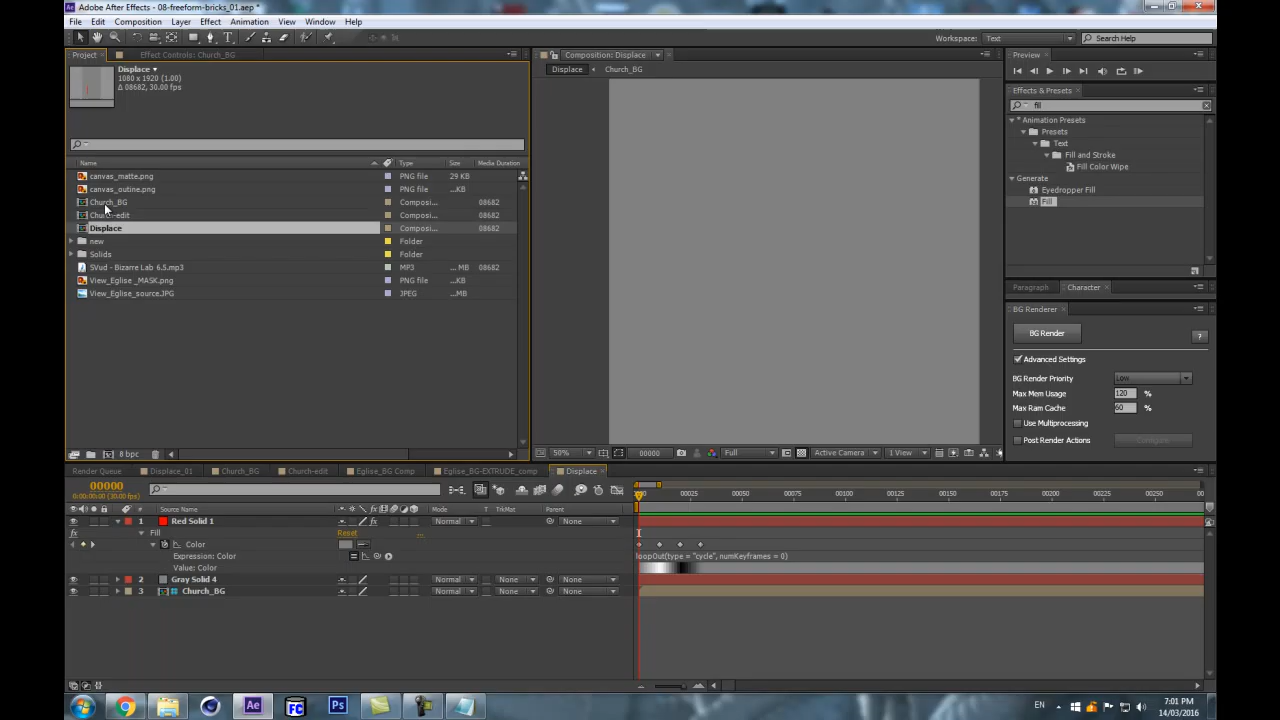 Adobe After Effects - 08-freeform-bricks_01.aep *
File Edit Composition Layer Effect Animation View Window Help
Workspace: Text Search Help
Project Effect Controls: Church_BG
Displace
1080 x 1920 (1.00)
Δ 08682, 30.00 fps
Name Type Size Media Duration
canvas_matte.png PNG file 29 KB
canvas_outine.png PNG file ...KB
Church_BG Composi... 08682
Church-edit Composi... 08682
Displace Composi... 08682
new Folder
Solids Folder
SVud - Bizarre Lab 6.5.mp3 MP3 ... MB 08682
View_Eglise _MASK.png PNG file ...KB
View_Eglise_source.JPG JPEG ...MB
8 bpc
Composition: Displace
Displace Church_BG
50% 00000 Full Active Camera 1 View
Preview
Effects & Presets
fill
* Animation Presets
Presets
Text
Fill and Stroke
Fill Color Wipe
Generate
Eyedropper Fill
Fill
Paragraph Character
BG Renderer
BG Render ?
Advanced Settings
BG Render Priority Low
Max Mem Usage 120 %
Max Ram Cache 60 %
Use Multiprocessing
Post Render Actions Configure
Render Queue Displace_01 Church_BG Church-edit Eglise_BG Comp Eglise_BG-EXTRUDE_comp Displace
00000
0:00:00:00 (30.00 fps)
00025 00050 00075 00100 00125 00150 00175 00200 00225 00250
# Source Name Mode T TrkMat Parent
1 Red Solid 1 Normal None
Fill Reset ...
Color
Expression: Color loopOut(type = "cycle", numKeyframes = 0)
Value: Color
2 Gray Solid 4 Normal None None
3 Church_BG Normal None None
Ae FC Ps
EN 7:01 PM
14/03/2016